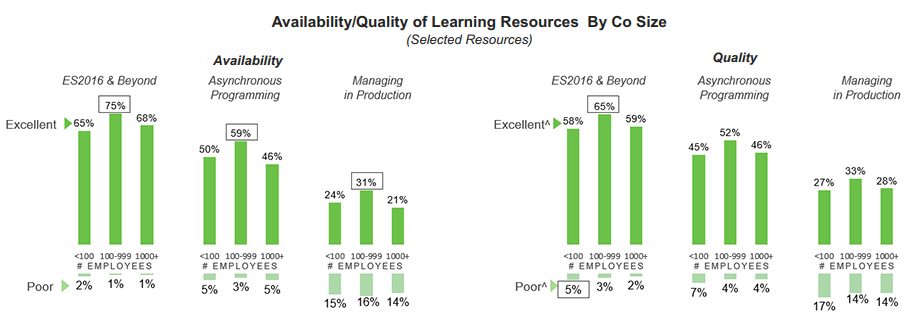 Availability/Quality of Learning Resources By Co Size
(Selected Resources)
Availability
ES2016 & Beyond
Asynchronous
Programming
Managing
in Production
Excellent
65%
75%
68%
50%
59%
46%
24%
31%
21%
<100 100-999 1000+
# EMPLOYEES
<100 100-999 1000+
# EMPLOYEES
<100 100-999 1000+
# EMPLOYEES
Poor
2% 1% 1%
5% 3% 5%
15% 16% 14%
Quality
ES2016 & Beyond
Asynchronous
Programming
Managing
in Production
Excellent^
58%
65%
59%
45%
52%
46%
27%
33%
28%
<100 100-999 1000+
# EMPLOYEES
<100 100-999 1000+
# EMPLOYEES
<100 100-999 1000+
# EMPLOYEES
Poor^
5% 3% 2%
7% 4% 4%
17% 14% 14%